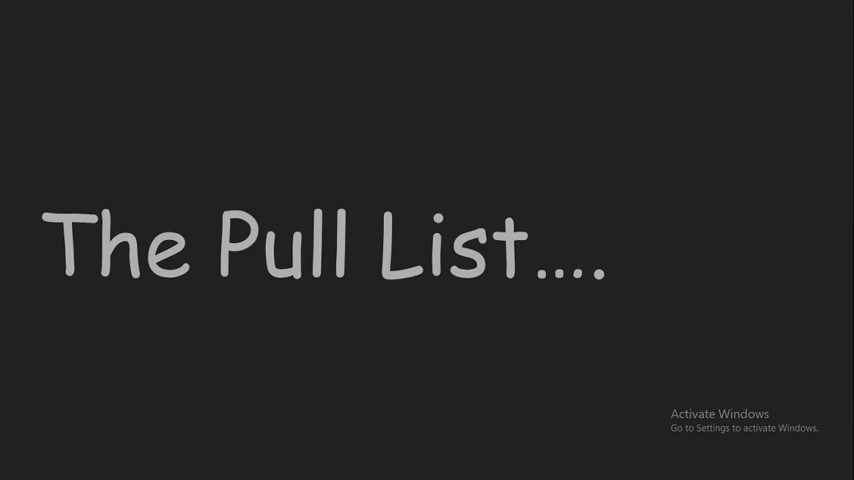 The Pull List....
Activate Windows
Go to Settings to activate Windows.